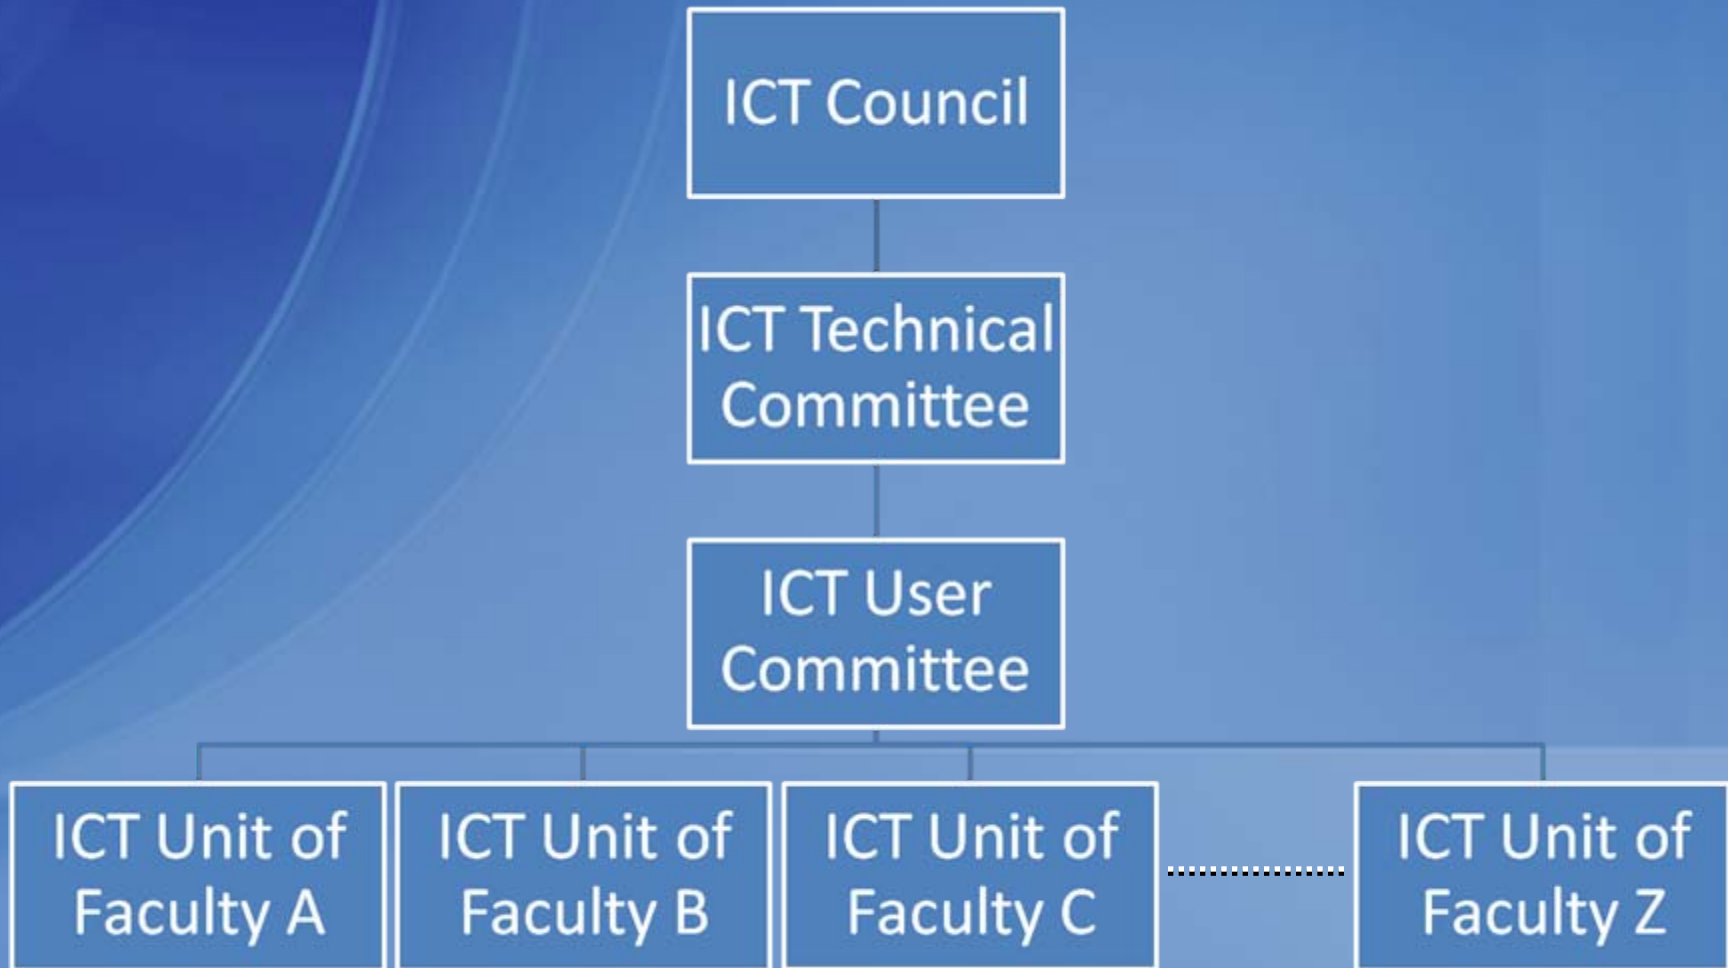 ICT Council
ICT Technical
Committee
ICT User
Committee
ICT Unit of
Faculty A
ICT Unit of
Faculty B
ICT Unit of
Faculty C
ICT Unit of
Faculty Z